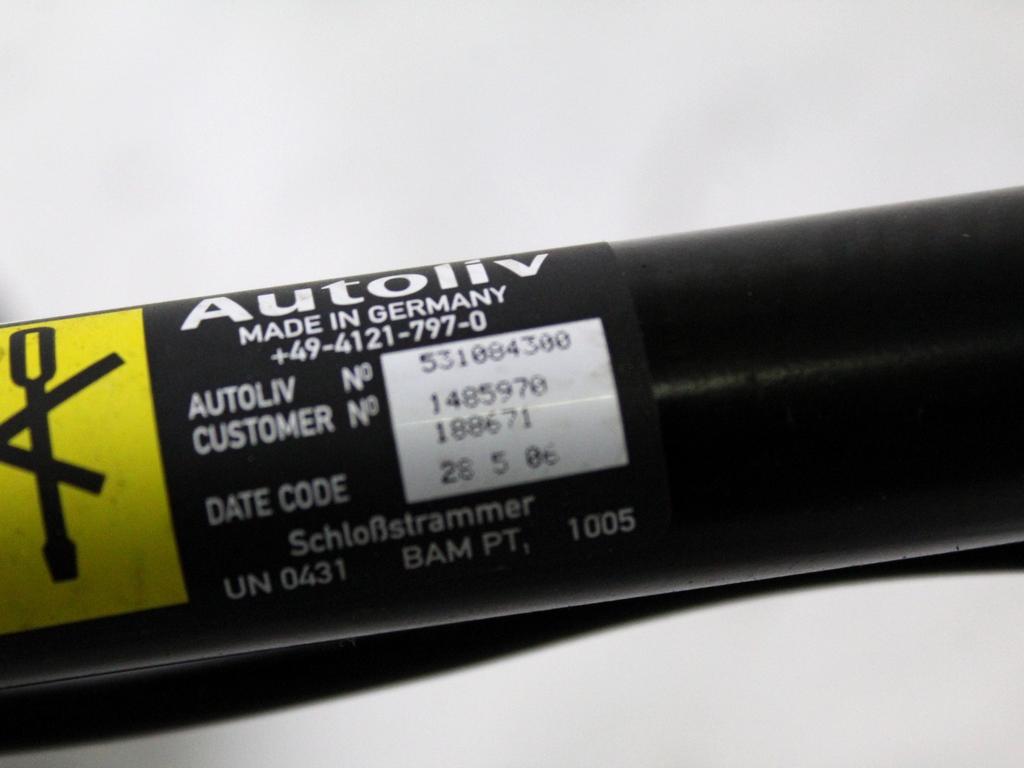 Autoliv
MADE IN GERMANY
+49-4121-797-0
AUTOLIV Nº 531084300
CUSTOMER Nº 1485970
188671
DATE CODE 28 5 06
Schloßstrammer
UN 0431 BAM PT, 1005